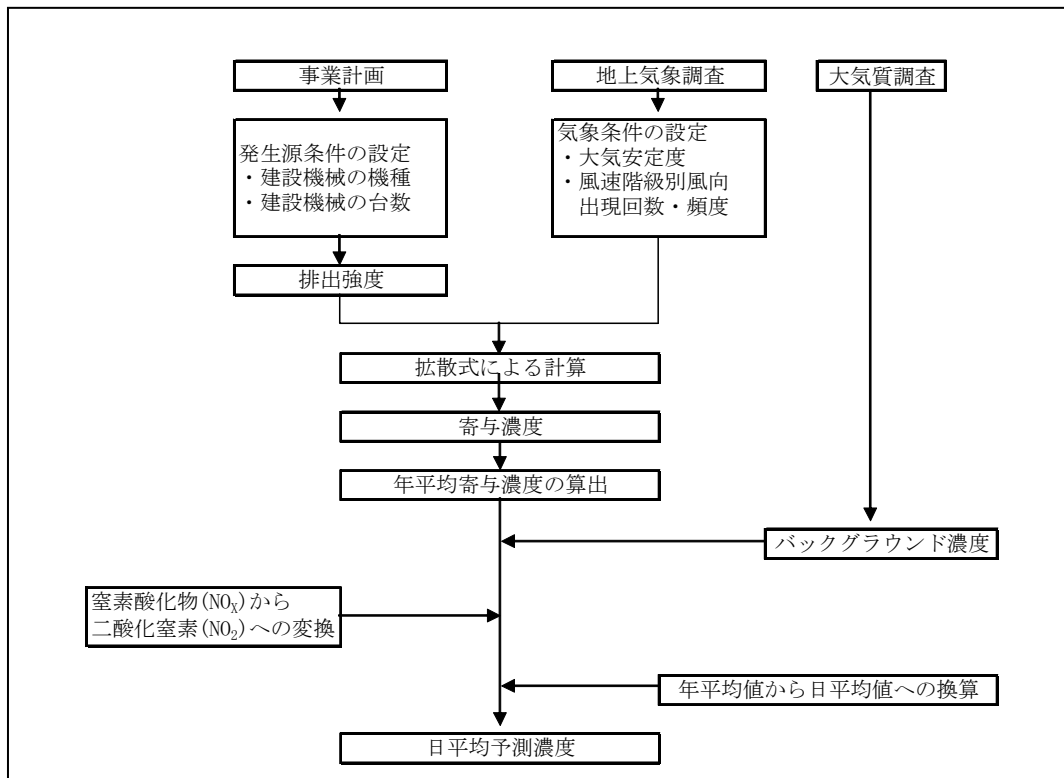 事業計画
地上気象調査
大気質調査
発生源条件の設定
・建設機械の機種
・建設機械の台数
気象条件の設定
・大気安定度
・風速階級別風向
出現回数・頻度
排出強度
拡散式による計算
寄与濃度
年平均寄与濃度の算出
バックグラウンド濃度
窒素酸化物(NOX)から
二酸化窒素(NO2)への変換
年平均値から日平均値への換算
日平均予測濃度